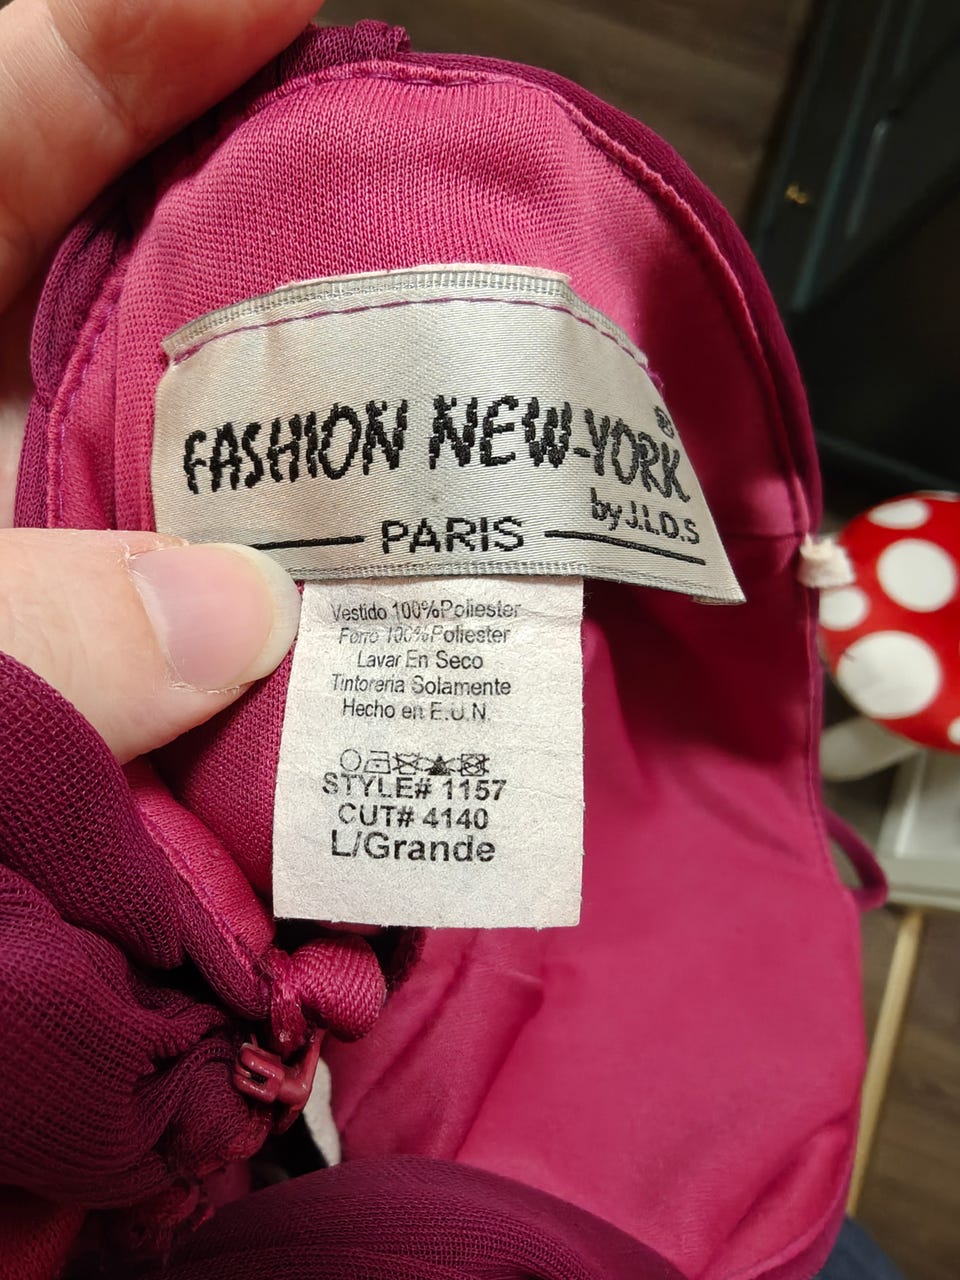 FASHION NEW-YORK®
by J.L.D.S
PARIS
Vestido 100%Poliester
Forro 100%Poliester
Lavar En Seco
Tintoreria Solamente
Hecho en E.U.N.
STYLE# 1157
CUT# 4140
L/Grande